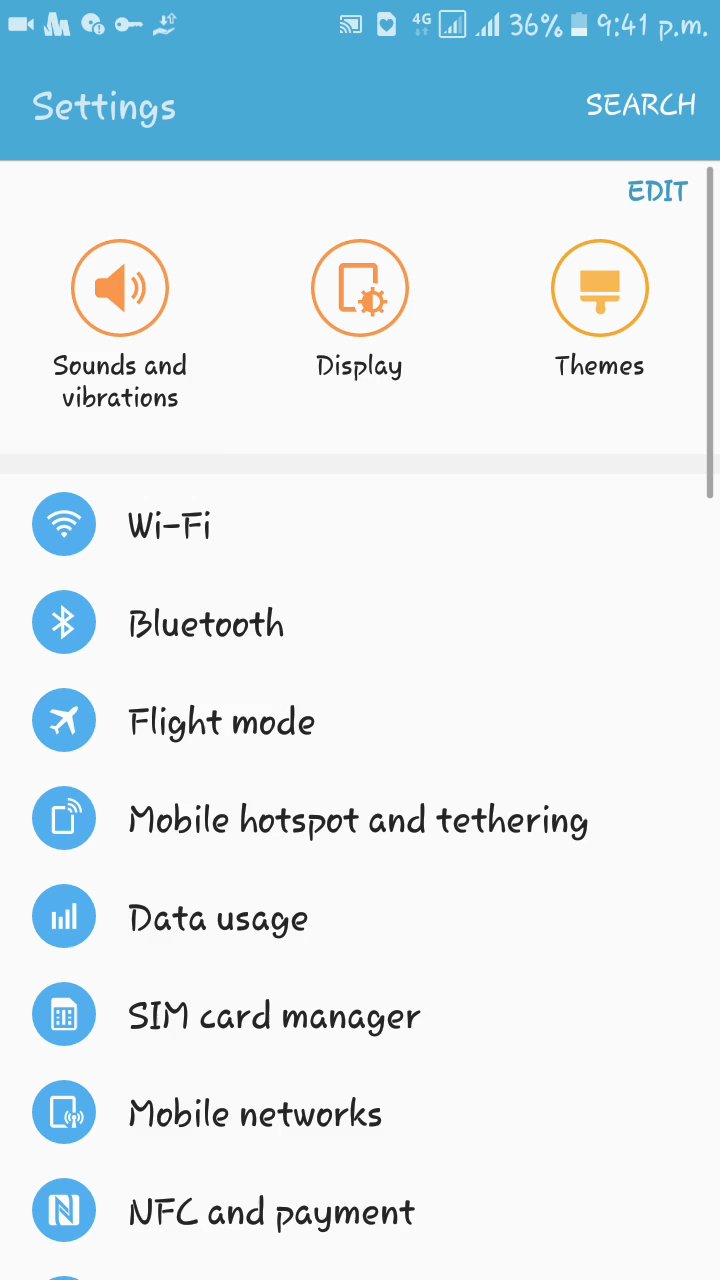 4G 36% 9:41 p.m.
Settings SEARCH
EDIT
Sounds and
vibrations
Display
Themes
Wi-Fi
Bluetooth
Flight mode
Mobile hotspot and tethering
Data usage
SIM card manager
Mobile networks
NFC and payment